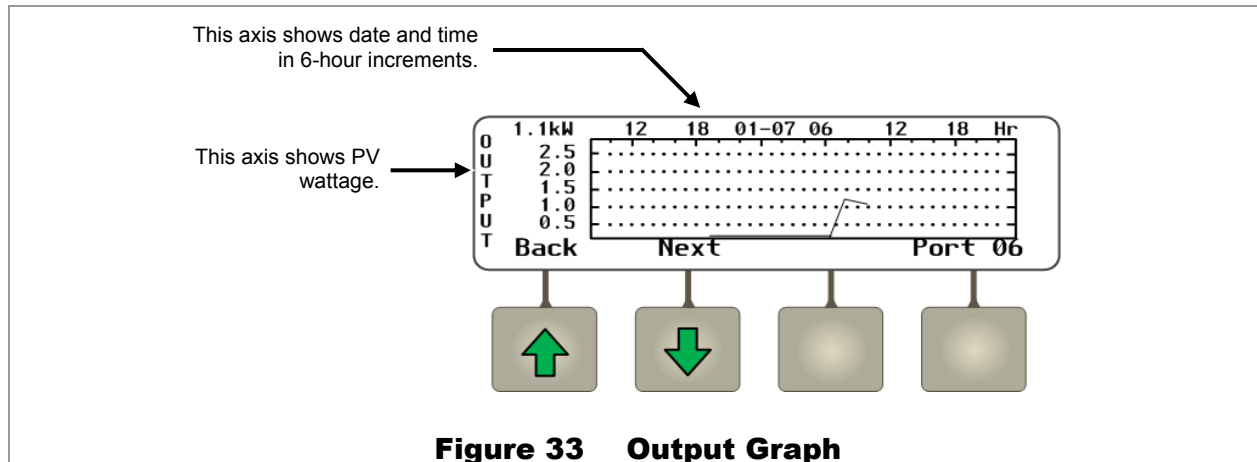 This axis shows date and time
in 6-hour increments.
This axis shows PV
wattage.
OUTPUT
1.1kW 12 18 01-07 06 12 18 Hr
2.5
2.0
1.5
1.0
0.5
Back Next Port 06
Figure 33 Output Graph